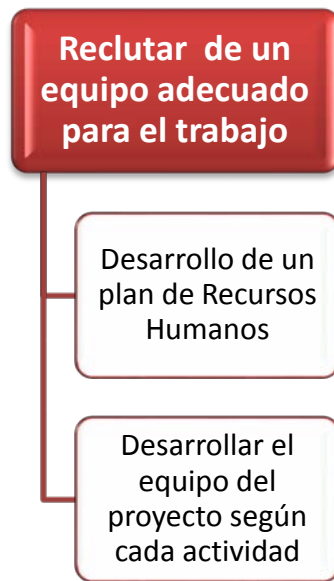 Reclutar de un
equipo adecuado
para el trabajo
Desarrollo de un
plan de Recursos
Humanos
Desarrollar el
equipo del
proyecto según
cada actividad